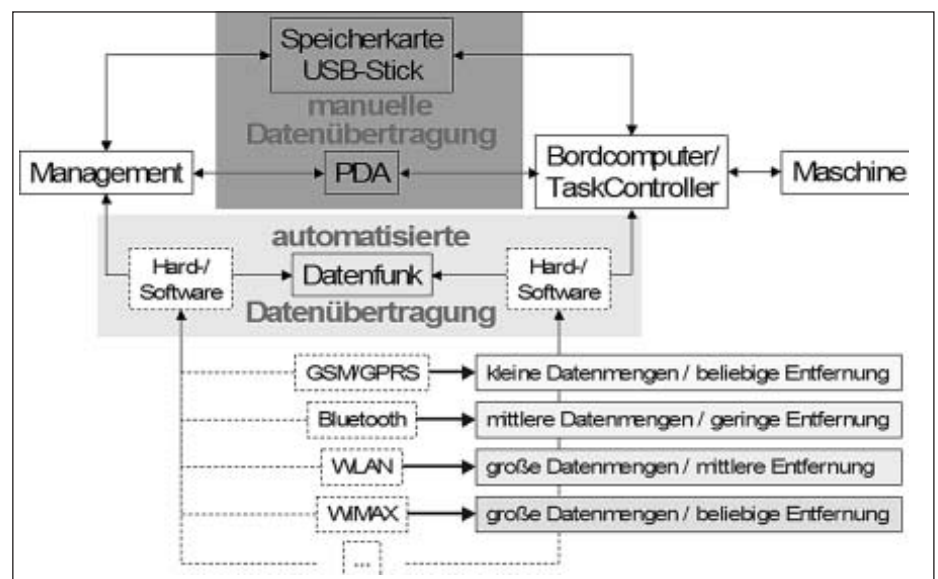 Speicherkarte
USB-Stick
manuelle
Datenübertragung
Management
PDA
Bordcomputer/
TaskController
Maschine
automatisierte
Hard-/
Software
Datenfunk
Hard-/
Software
Datenübertragung
GSM/GPRS
kleine Datenmengen / beliebige Entfernung
Bluetooth
mittlere Datenmengen / geringe Entfernung
WLAN
große Datenmengen / mittlere Entfernung
WIMAX
große Datenmengen / beliebige Entfernung
...